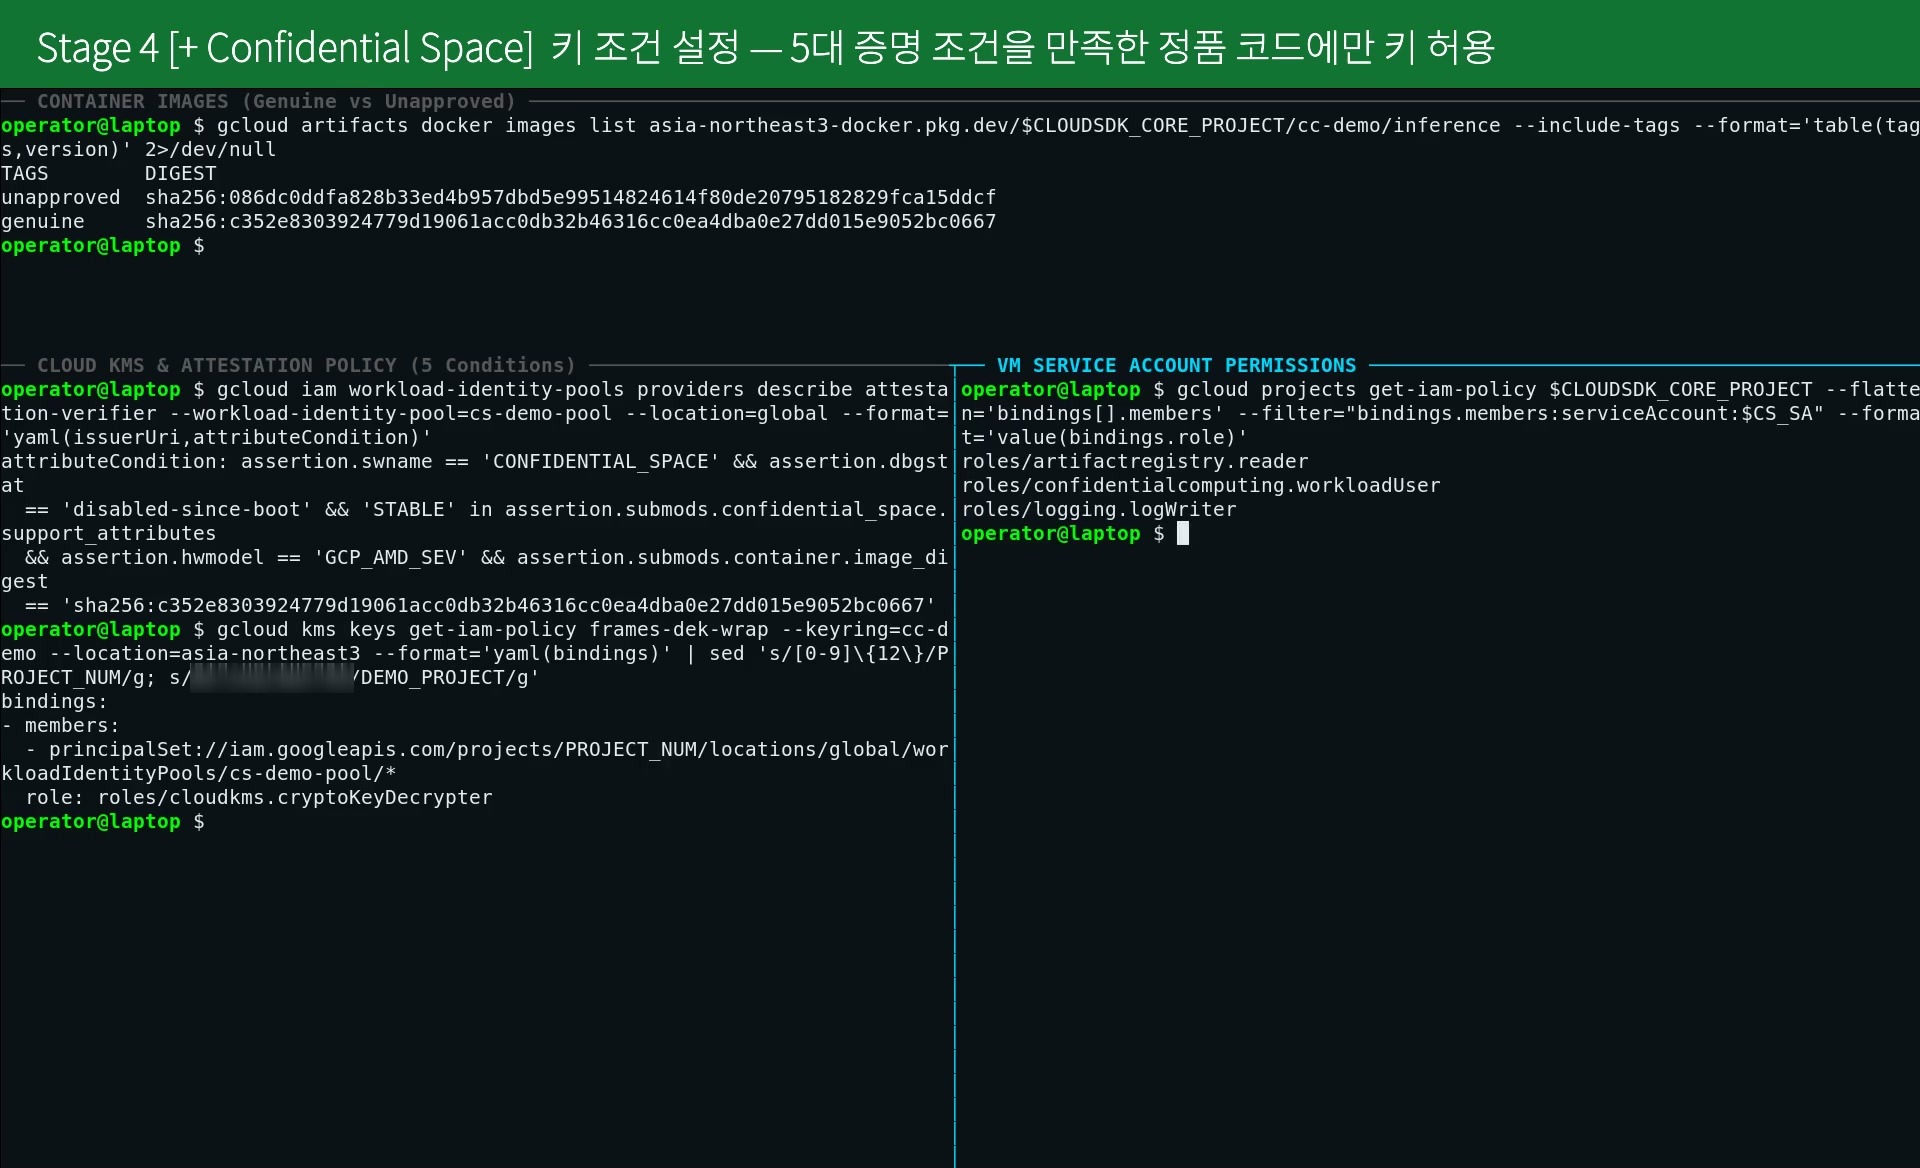 Stage 4 [+ Confidential Space] 키 조건 설정 — 5대 증명 조건을 만족한 정품 코드에만 키 허용
CONTAINER IMAGES (Genuine vs Unapproved)
operator@laptop $ gcloud artifacts docker images list asia-northeast3-docker.pkg.dev/$CLOUDSDK_CORE_PROJECT/cc-demo/inference --include-tags --format='table(tag
s,version)' 2>/dev/null
TAGS DIGEST
unapproved sha256:086dc0ddfa828b33ed4b957dbd5e99514824614f80de20795182829fca15ddcf
genuine sha256:c352e8303924779d19061acc0db32b46316cc0ea4dba0e27dd015e9052bc0667
operator@laptop $
CLOUD KMS & ATTESTATION POLICY (5 Conditions)
operator@laptop $ gcloud iam workload-identity-pools providers describe attesta
tion-verifier --workload-identity-pool=cs-demo-pool --location=global --format=
'yaml(issuerUri,attributeCondition)'
attributeCondition: assertion.swname == 'CONFIDENTIAL_SPACE' && assertion.dbgst
at
== 'disabled-since-boot' && 'STABLE' in assertion.submods.confidential_space.
support_attributes
&& assertion.hwmodel == 'GCP_AMD_SEV' && assertion.submods.container.image_di
gest
== 'sha256:c352e8303924779d19061acc0db32b46316cc0ea4dba0e27dd015e9052bc0667'
operator@laptop $ gcloud kms keys get-iam-policy frames-dek-wrap --keyring=cc-d
emo --location=asia-northeast3 --format='yaml(bindings)' | sed 's/[0-9]\{12\}/P
ROJECT_NUM/g; s/ /DEMO_PROJECT/g'
bindings:
- members:
- principalSet://iam.googleapis.com/projects/PROJECT_NUM/locations/global/wor
kloadIdentityPools/cs-demo-pool/*
role: roles/cloudkms.cryptoKeyDecrypter
operator@laptop $
VM SERVICE ACCOUNT PERMISSIONS
operator@laptop $ gcloud projects get-iam-policy $CLOUDSDK_CORE_PROJECT --flatte
n='bindings[].members' --filter="bindings.members:serviceAccount:$CS_SA" --forma
t='value(bindings.role)'
roles/artifactregistry.reader
roles/confidentialcomputing.workloadUser
roles/logging.logWriter
operator@laptop $